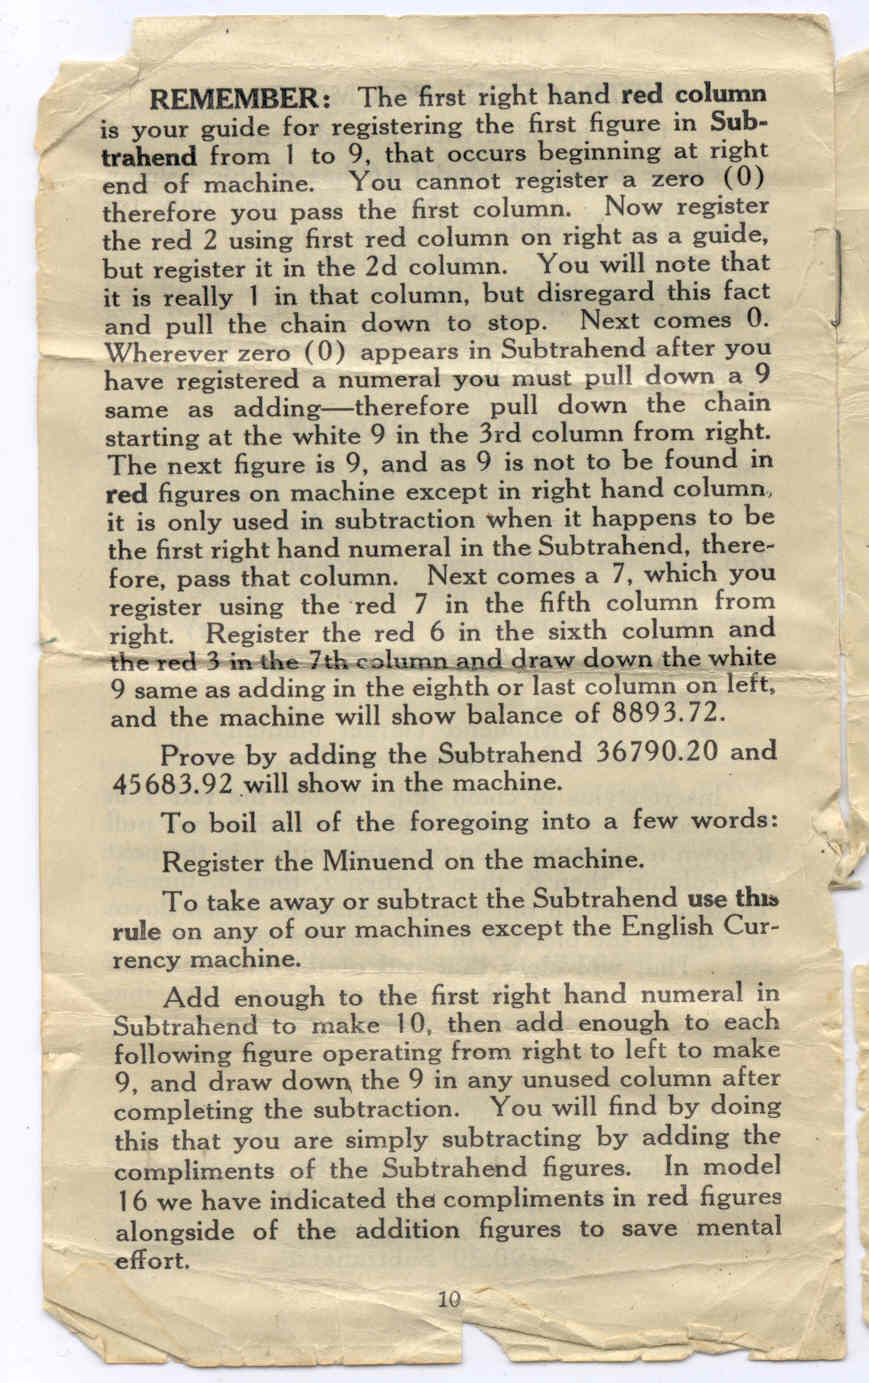 REMEMBER: The first right hand red column
is your guide for registering the first figure in Sub-
trahend from 1 to 9, that occurs beginning at right
end of machine. You cannot register a zero (0)
therefore you pass the first column. Now register
the red 2 using first red column on right as a guide,
but register it in the 2d column. You will note that
it is really 1 in that column, but disregard this fact
and pull the chain down to stop. Next comes 0.
Wherever zero (0) appears in Subtrahend after you
have registered a numeral you must pull down a 9
same as adding—therefore pull down the chain
starting at the white 9 in the 3rd column from right.
The next figure is 9, and as 9 is not to be found in
red figures on machine except in right hand column,
it is only used in subtraction when it happens to be
the first right hand numeral in the Subtrahend, there-
fore, pass that column. Next comes a 7, which you
register using the red 7 in the fifth column from
right. Register the red 6 in the sixth column and
the red 3 in the 7th column and draw down the white
9 same as adding in the eighth or last column on left,
and the machine will show balance of 8893.72.
Prove by adding the Subtrahend 36790.20 and
45683.92 will show in the machine.
To boil all of the foregoing into a few words:
Register the Minuend on the machine.
To take away or subtract the Subtrahend use this
rule on any of our machines except the English Cur-
rency machine.
Add enough to the first right hand numeral in
Subtrahend to make 10, then add enough to each
following figure operating from right to left to make
9, and draw down the 9 in any unused column after
completing the subtraction. You will find by doing
this that you are simply subtracting by adding the
compliments of the Subtrahend figures. In model
16 we have indicated the compliments in red figures
alongside of the addition figures to save mental
effort.
10